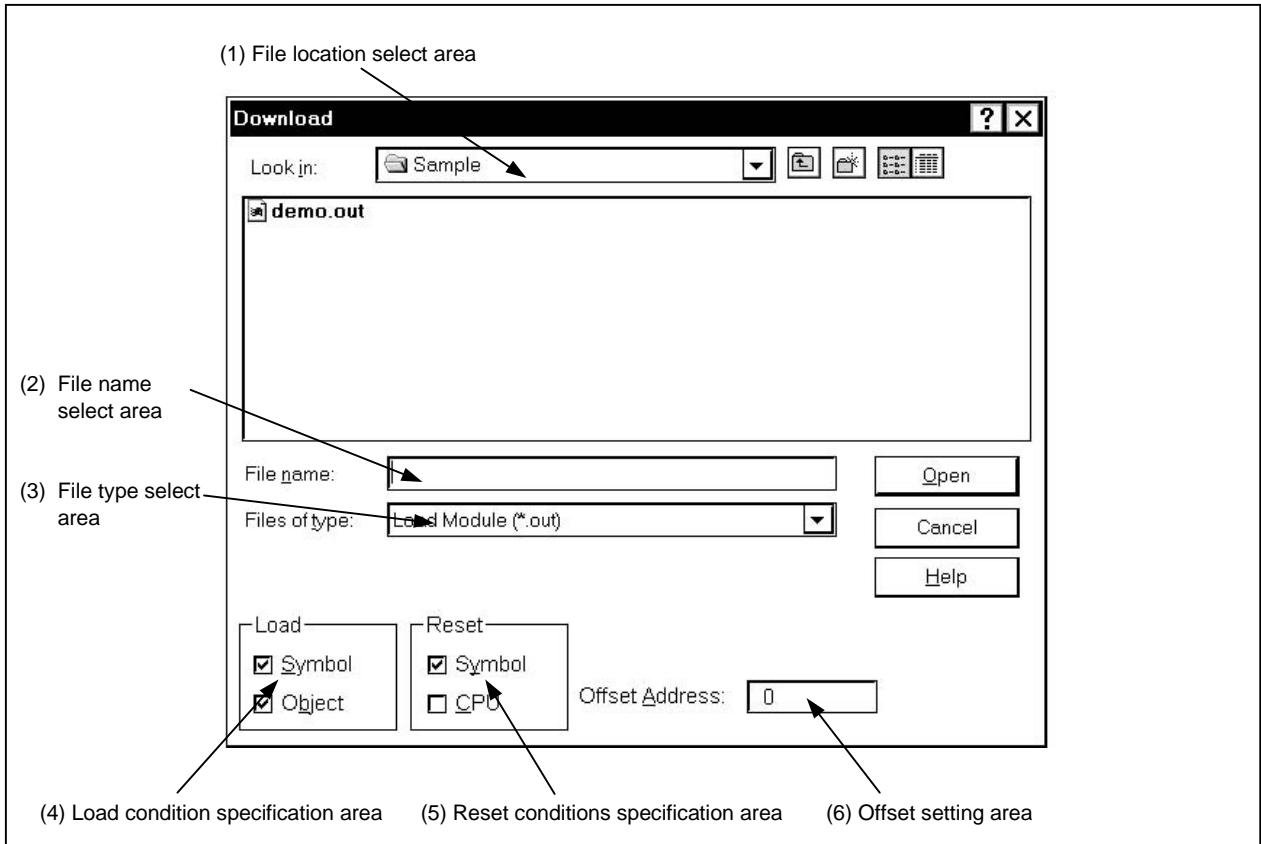 (1) File location select area
Download
Look in:
Sample
demo.out
(2) File name
select area
File name:
Open
(3) File type select
area
Files of type:
Load Module (*.out)
Cancel
Help
Load
Reset
Symbol
Symbol
Object
CPU
Offset Address:
0
(4) Load condition specification area
(5) Reset conditions specification area
(6) Offset setting area